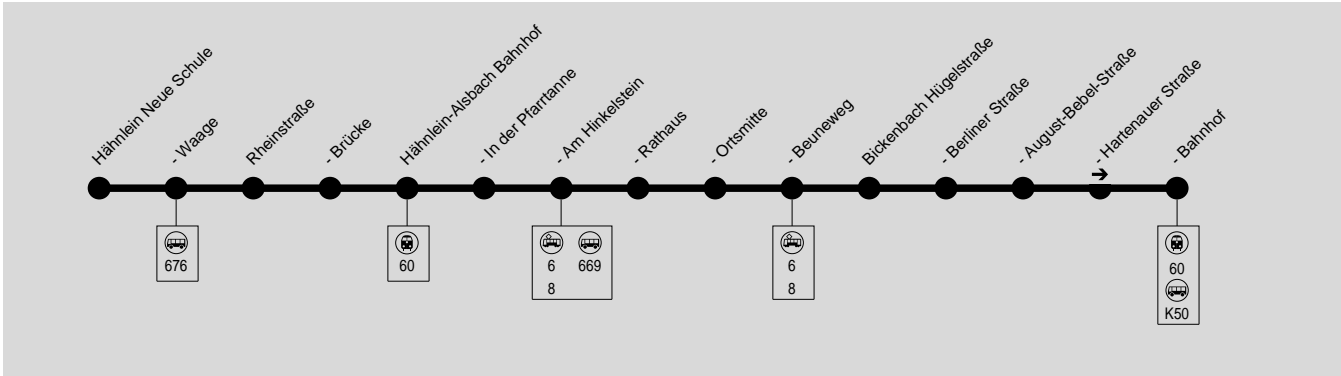 Hähnlein Neue Schule
- Waage
Rheinstraße
- Brücke
Hähnlein-Alsbach Bahnhof
- In der Pfarrtanne
- Am Hinkelstein
- Rathaus
- Ortsmitte
- Beuneweg
Bickenbach Hügelstraße
- Berliner Straße
- August-Bebel-Straße
- Hartenauer Straße
➔
- Bahnhof
676
60
6 669
8
6
8
60
K50